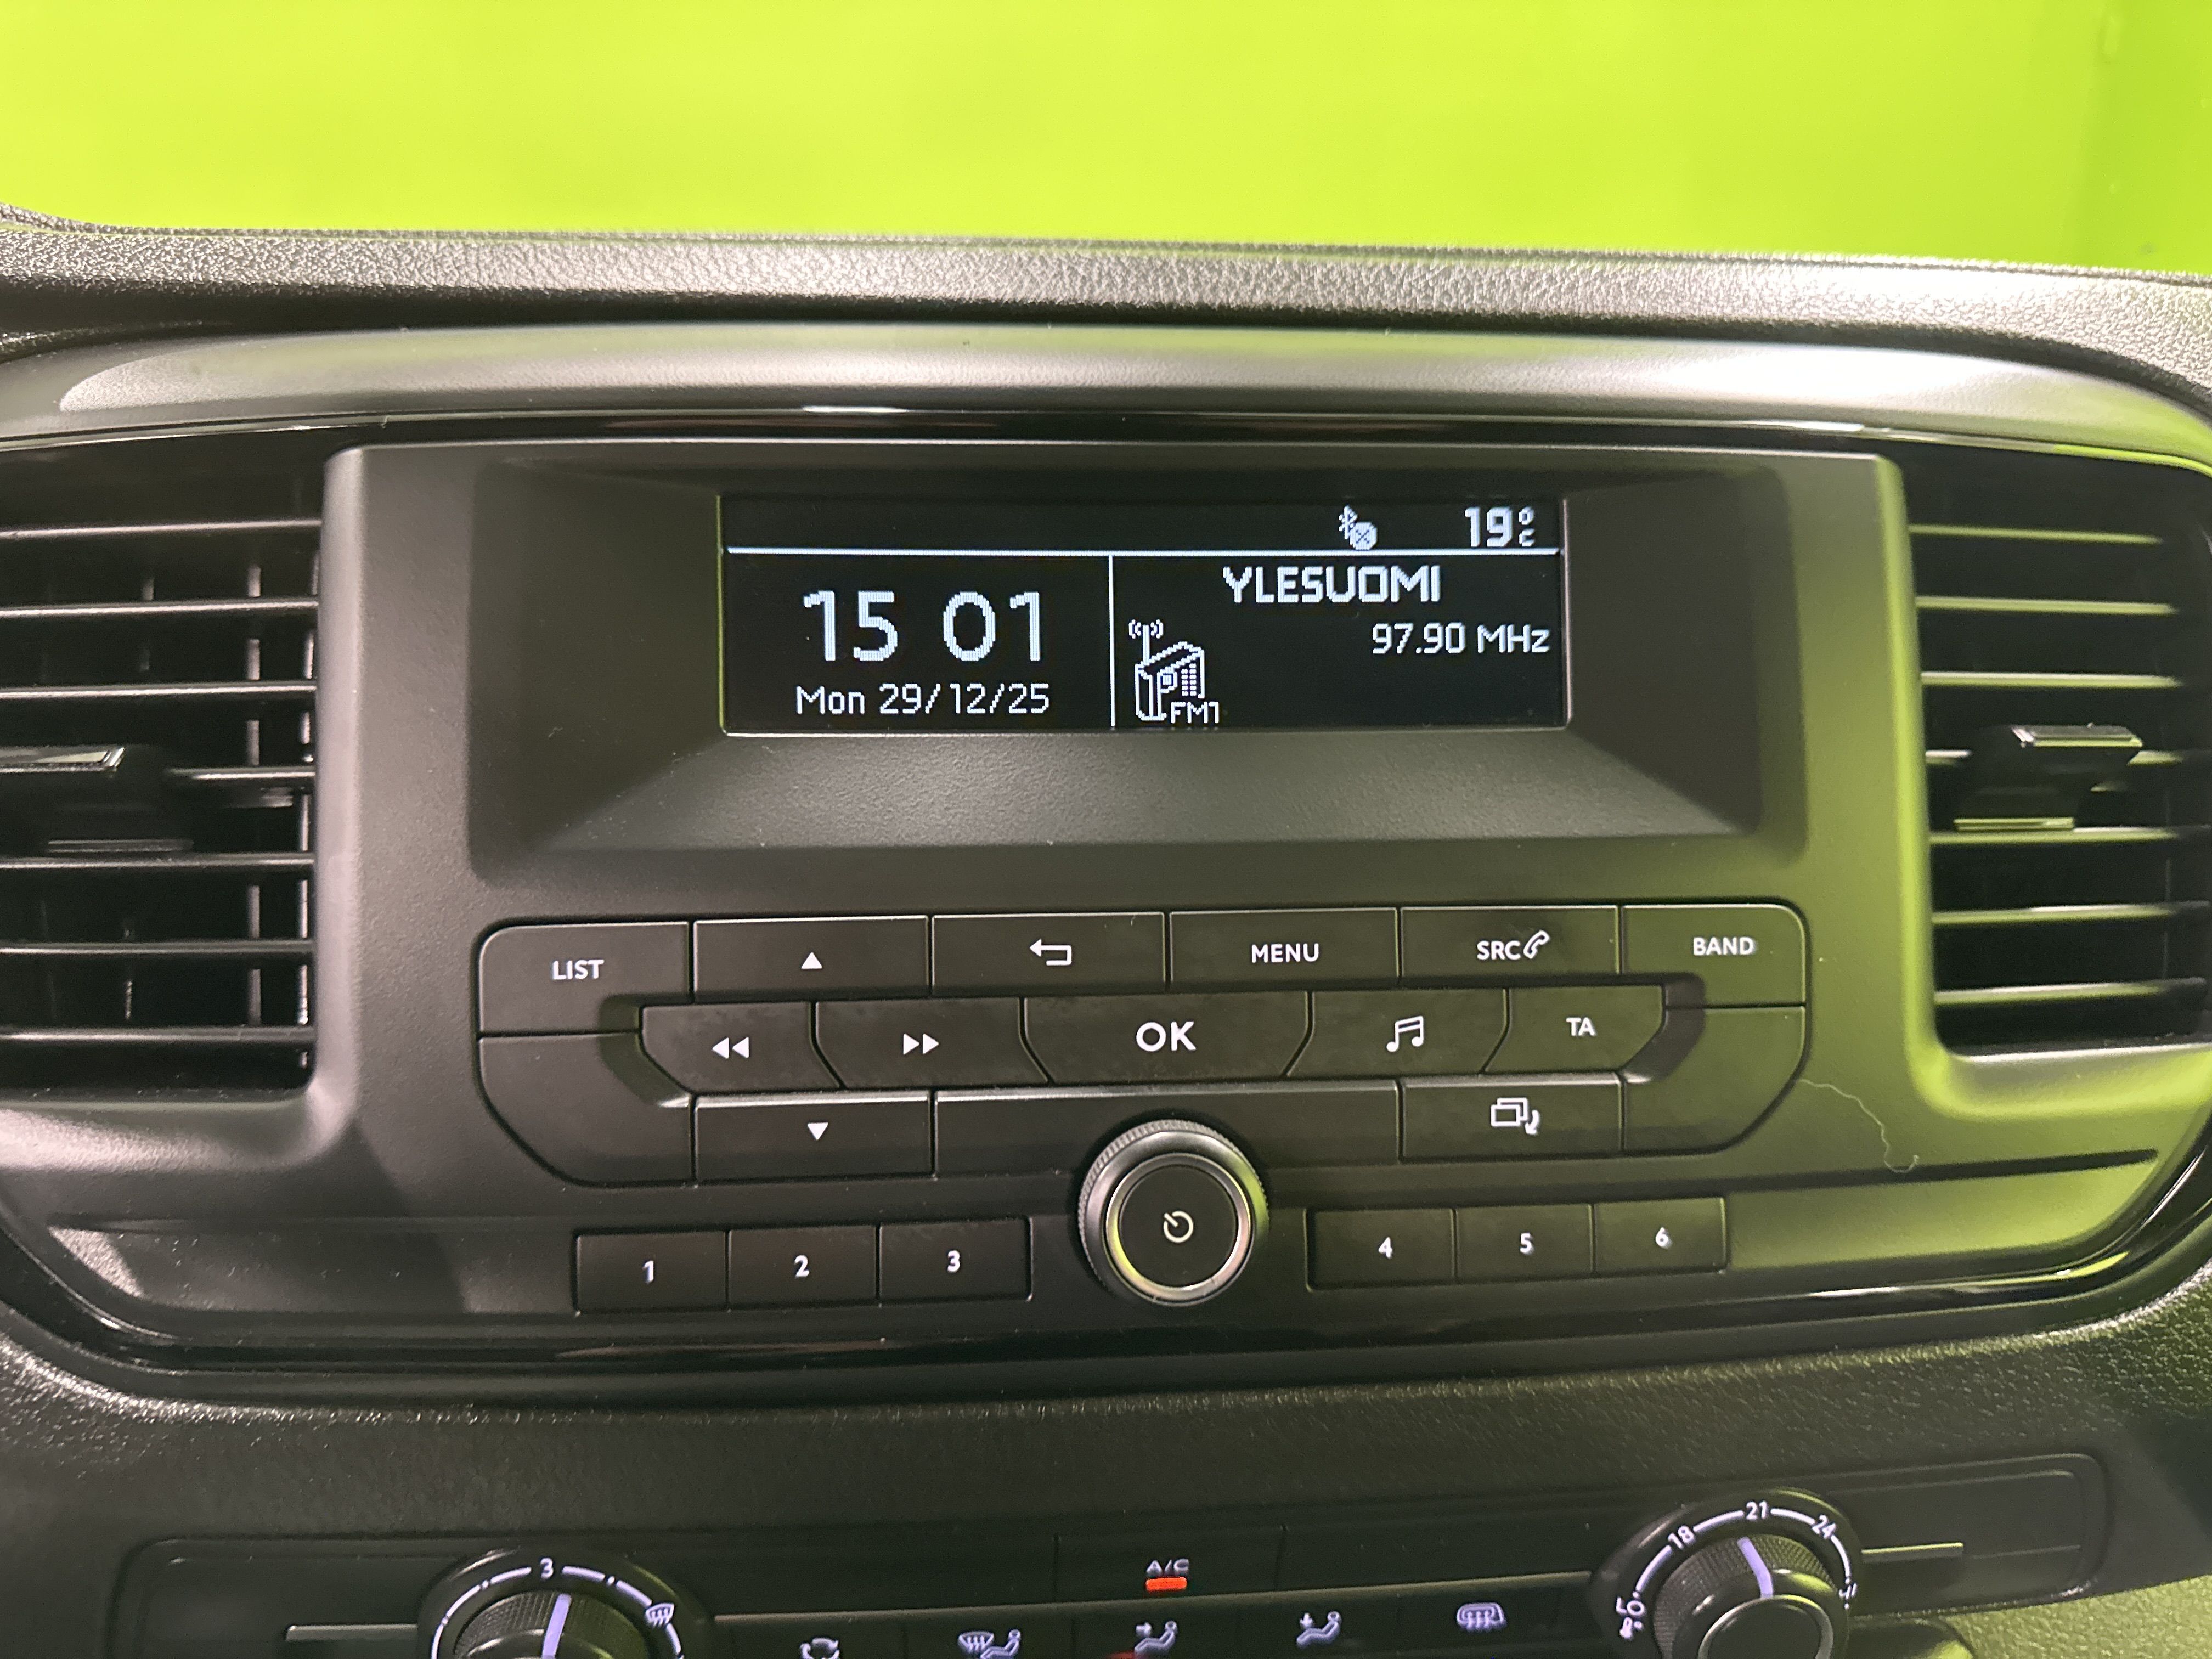 19°C
15 01
Mon 29/12/25
YLESUOMI
97.90 MHz
FM1
LIST
MENU
SRC
BAND
OK
TA
1
2
3
4
5
6
3
A/C
18
21
24